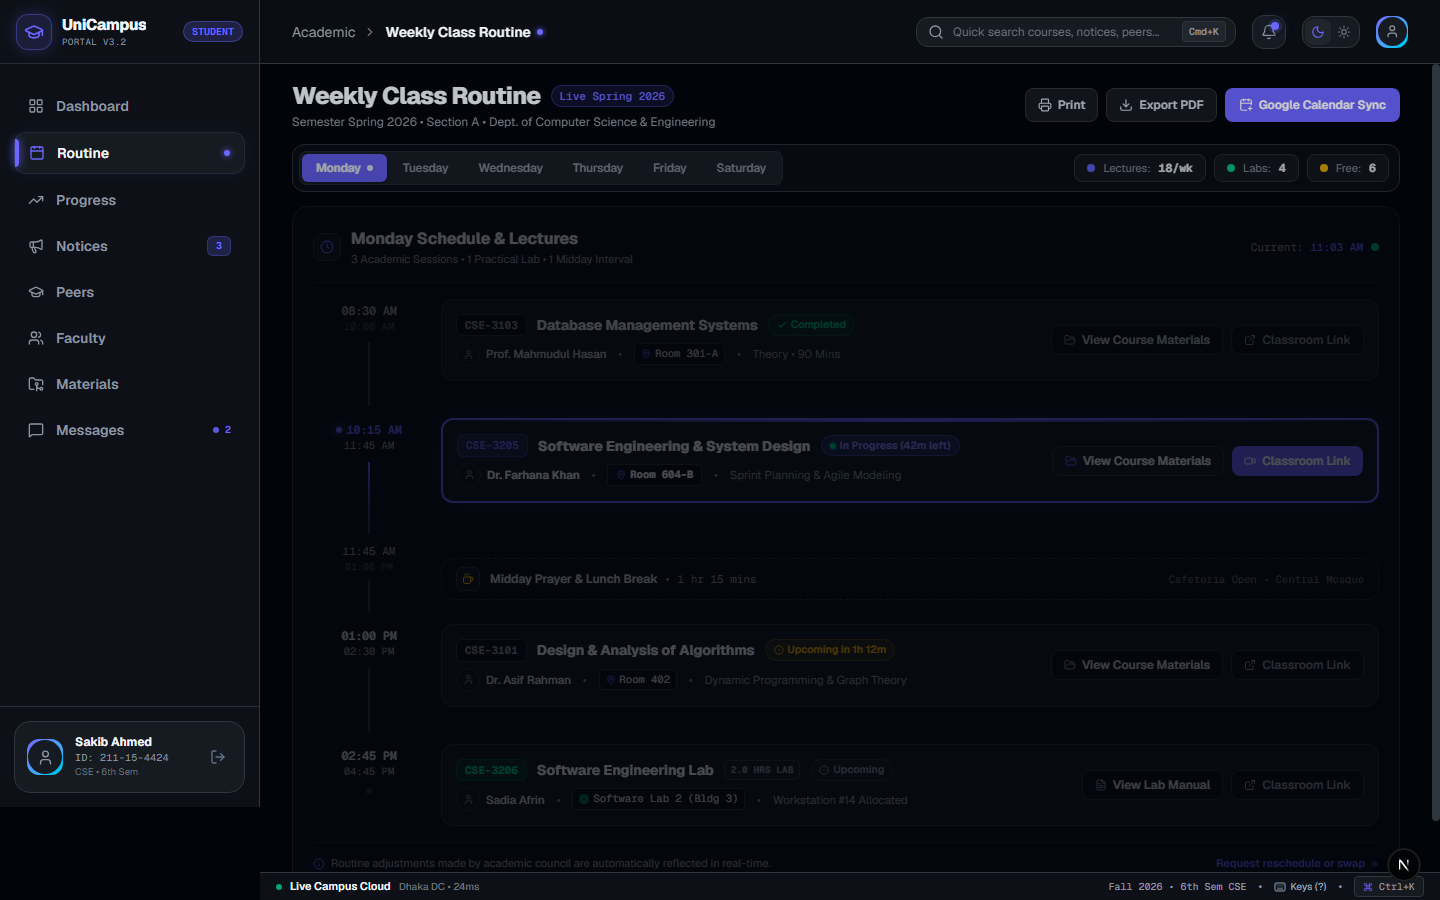 UniCampus
PORTAL V3.2
STUDENT
Academic > Weekly Class Routine
Quick search courses, notices, peers...
Cmd+K
Dashboard
Routine
Progress
Notices
3
Peers
Faculty
Materials
Messages
2
Sakib Ahmed
ID: 211-15-4424
CSE • 6th Sem
Weekly Class Routine
Live Spring 2026
Semester Spring 2026 • Section A • Dept. of Computer Science & Engineering
Print
Export PDF
Google Calendar Sync
Monday
Tuesday
Wednesday
Thursday
Friday
Saturday
Lectures: 18/wk
Labs: 4
Free: 6
Monday Schedule & Lectures
3 Academic Sessions • 1 Practical Lab • 1 Midday Interval
Current: 11:03 AM
08:30 AM
10:00 AM
CSE-3103
Database Management Systems
Completed
Prof. Mahmudul Hasan • Room 301-A • Theory • 90 Mins
View Course Materials
Classroom Link
10:15 AM
11:45 AM
CSE-3205
Software Engineering & System Design
In Progress (42m left)
Dr. Farhana Khan • Room 604-B • Sprint Planning & Agile Modeling
View Course Materials
Classroom Link
11:45 AM
01:00 PM
Midday Prayer & Lunch Break • 1 hr 15 mins
Cafeteria Open • Central Mosque
01:00 PM
02:30 PM
CSE-3101
Design & Analysis of Algorithms
Upcoming in 1h 12m
Dr. Asif Rahman • Room 402 • Dynamic Programming & Graph Theory
View Course Materials
Classroom Link
02:45 PM
04:45 PM
CSE-3206
Software Engineering Lab
2.0 HRS LAB
Upcoming
Sadia Afrin • Software Lab 2 (Bldg 3) • Workstation #14 Allocated
View Lab Manual
Classroom Link
Routine adjustments made by academic council are automatically reflected in real-time.
Request reschedule or swap →
N
Live Campus Cloud
Dhaka DC • 24ms
Fall 2026 • 6th Sem CSE • Keys (?) • ⌘ Ctrl+K